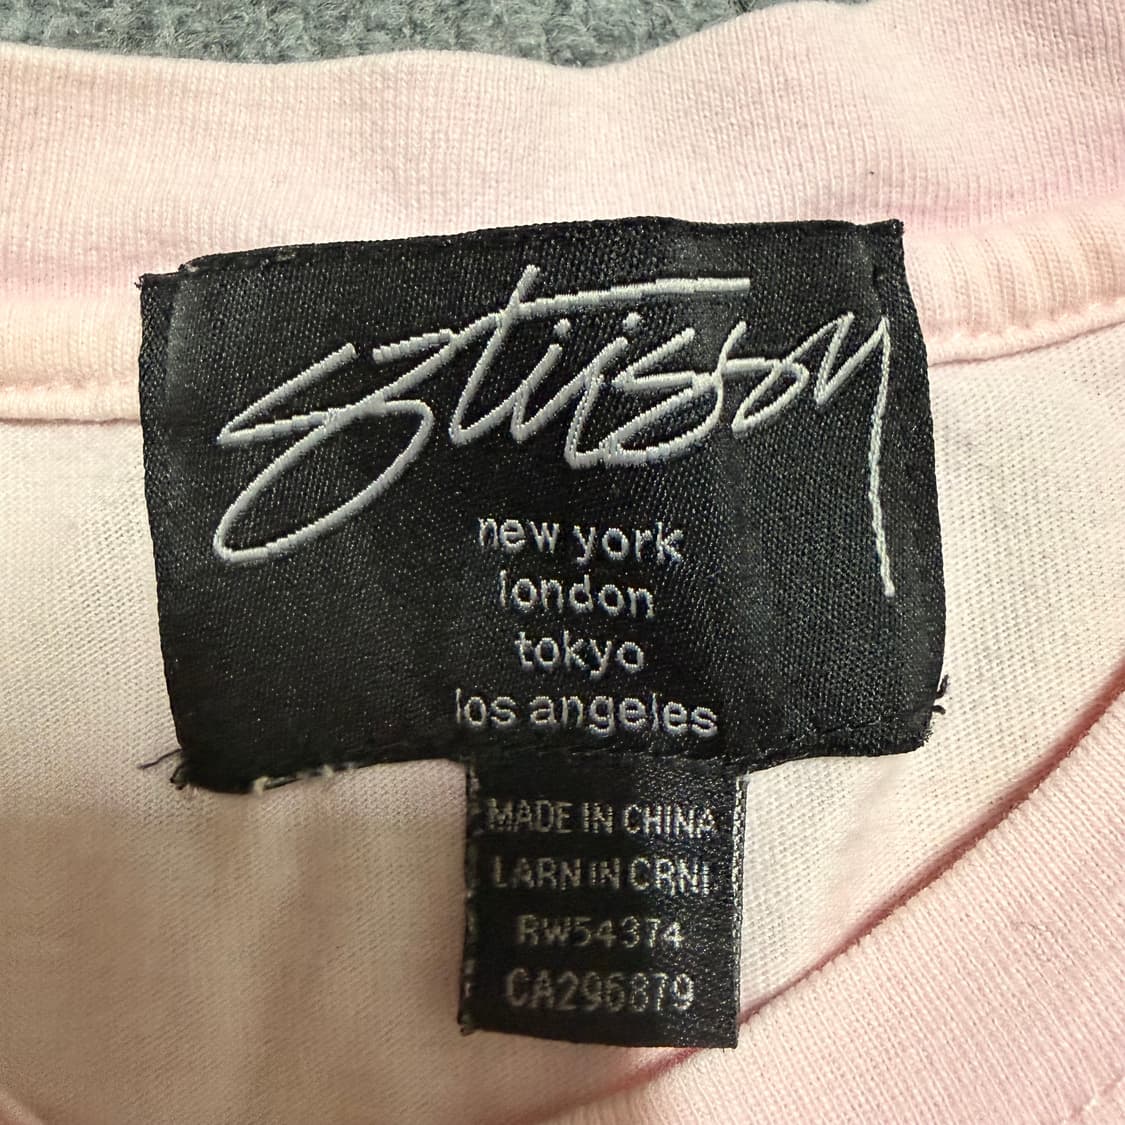 Stüssy
new york
london
tokyo
los angeles
MADE IN CHINA
LARN IN CRNI
RW54374
CA296879